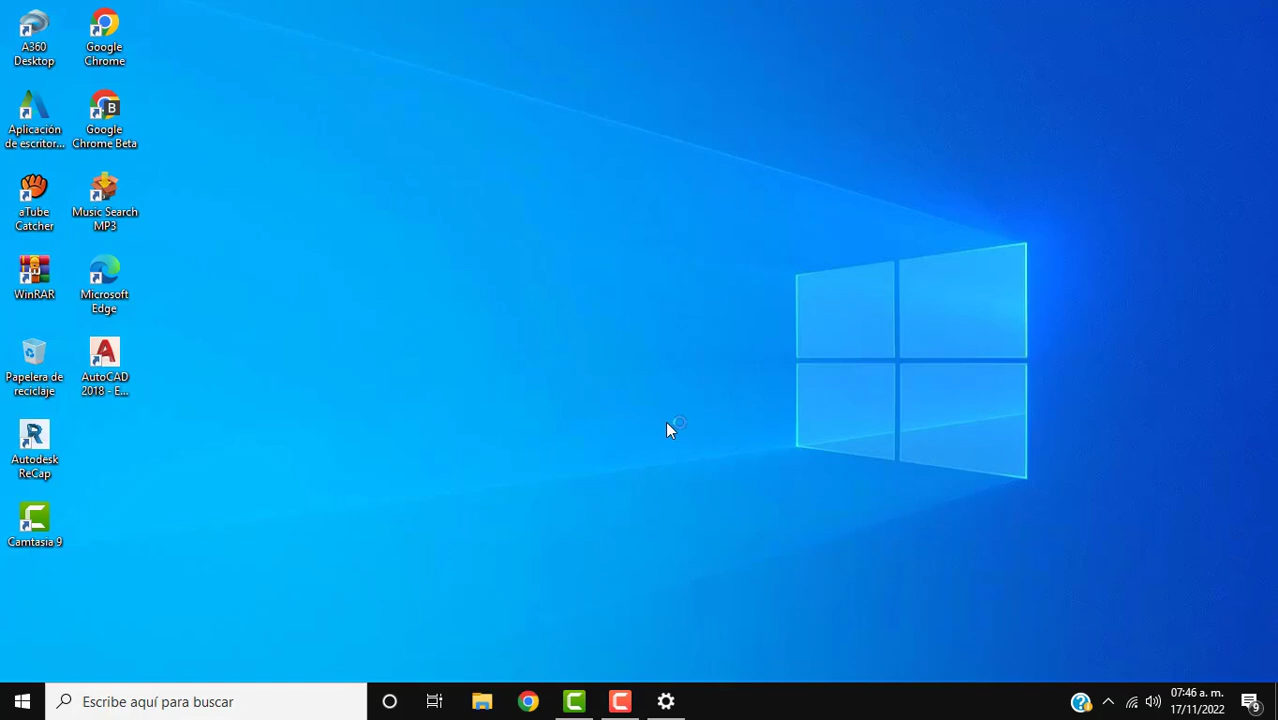 A360
Desktop
Google
Chrome
Aplicación
de escritor...
Google
Chrome Beta
aTube
Catcher
Music Search
MP3
WinRAR
Microsoft
Edge
Papelera de
reciclaje
AutoCAD
2018 - E...
Autodesk
ReCap
Camtasia 9
Escribe aquí para buscar
07:46 a. m.
17/11/2022
9